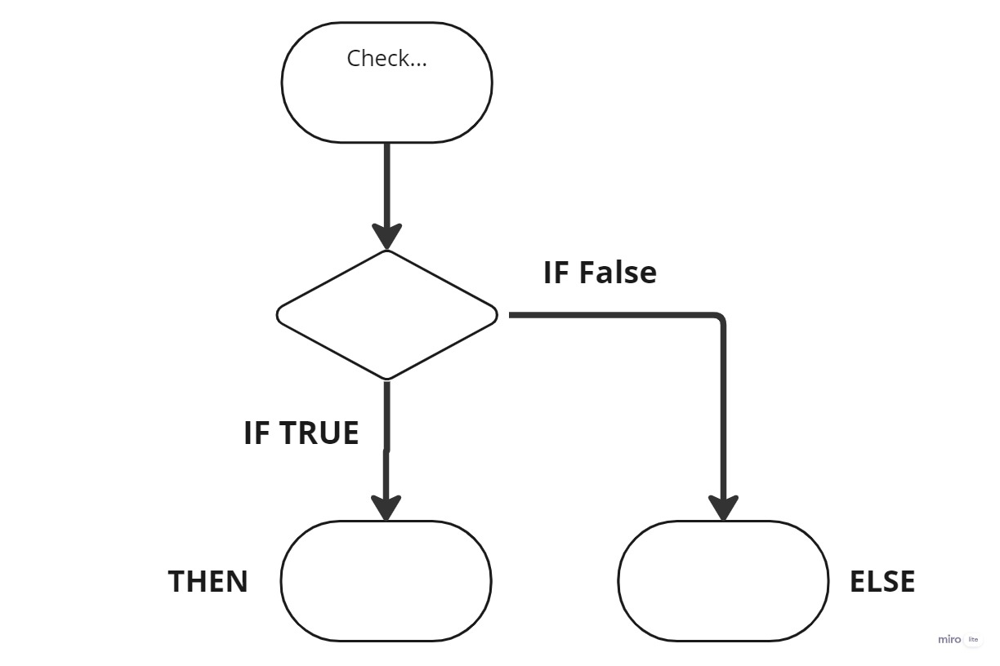 Check...
IF False
IF TRUE
THEN
ELSE
miro lite